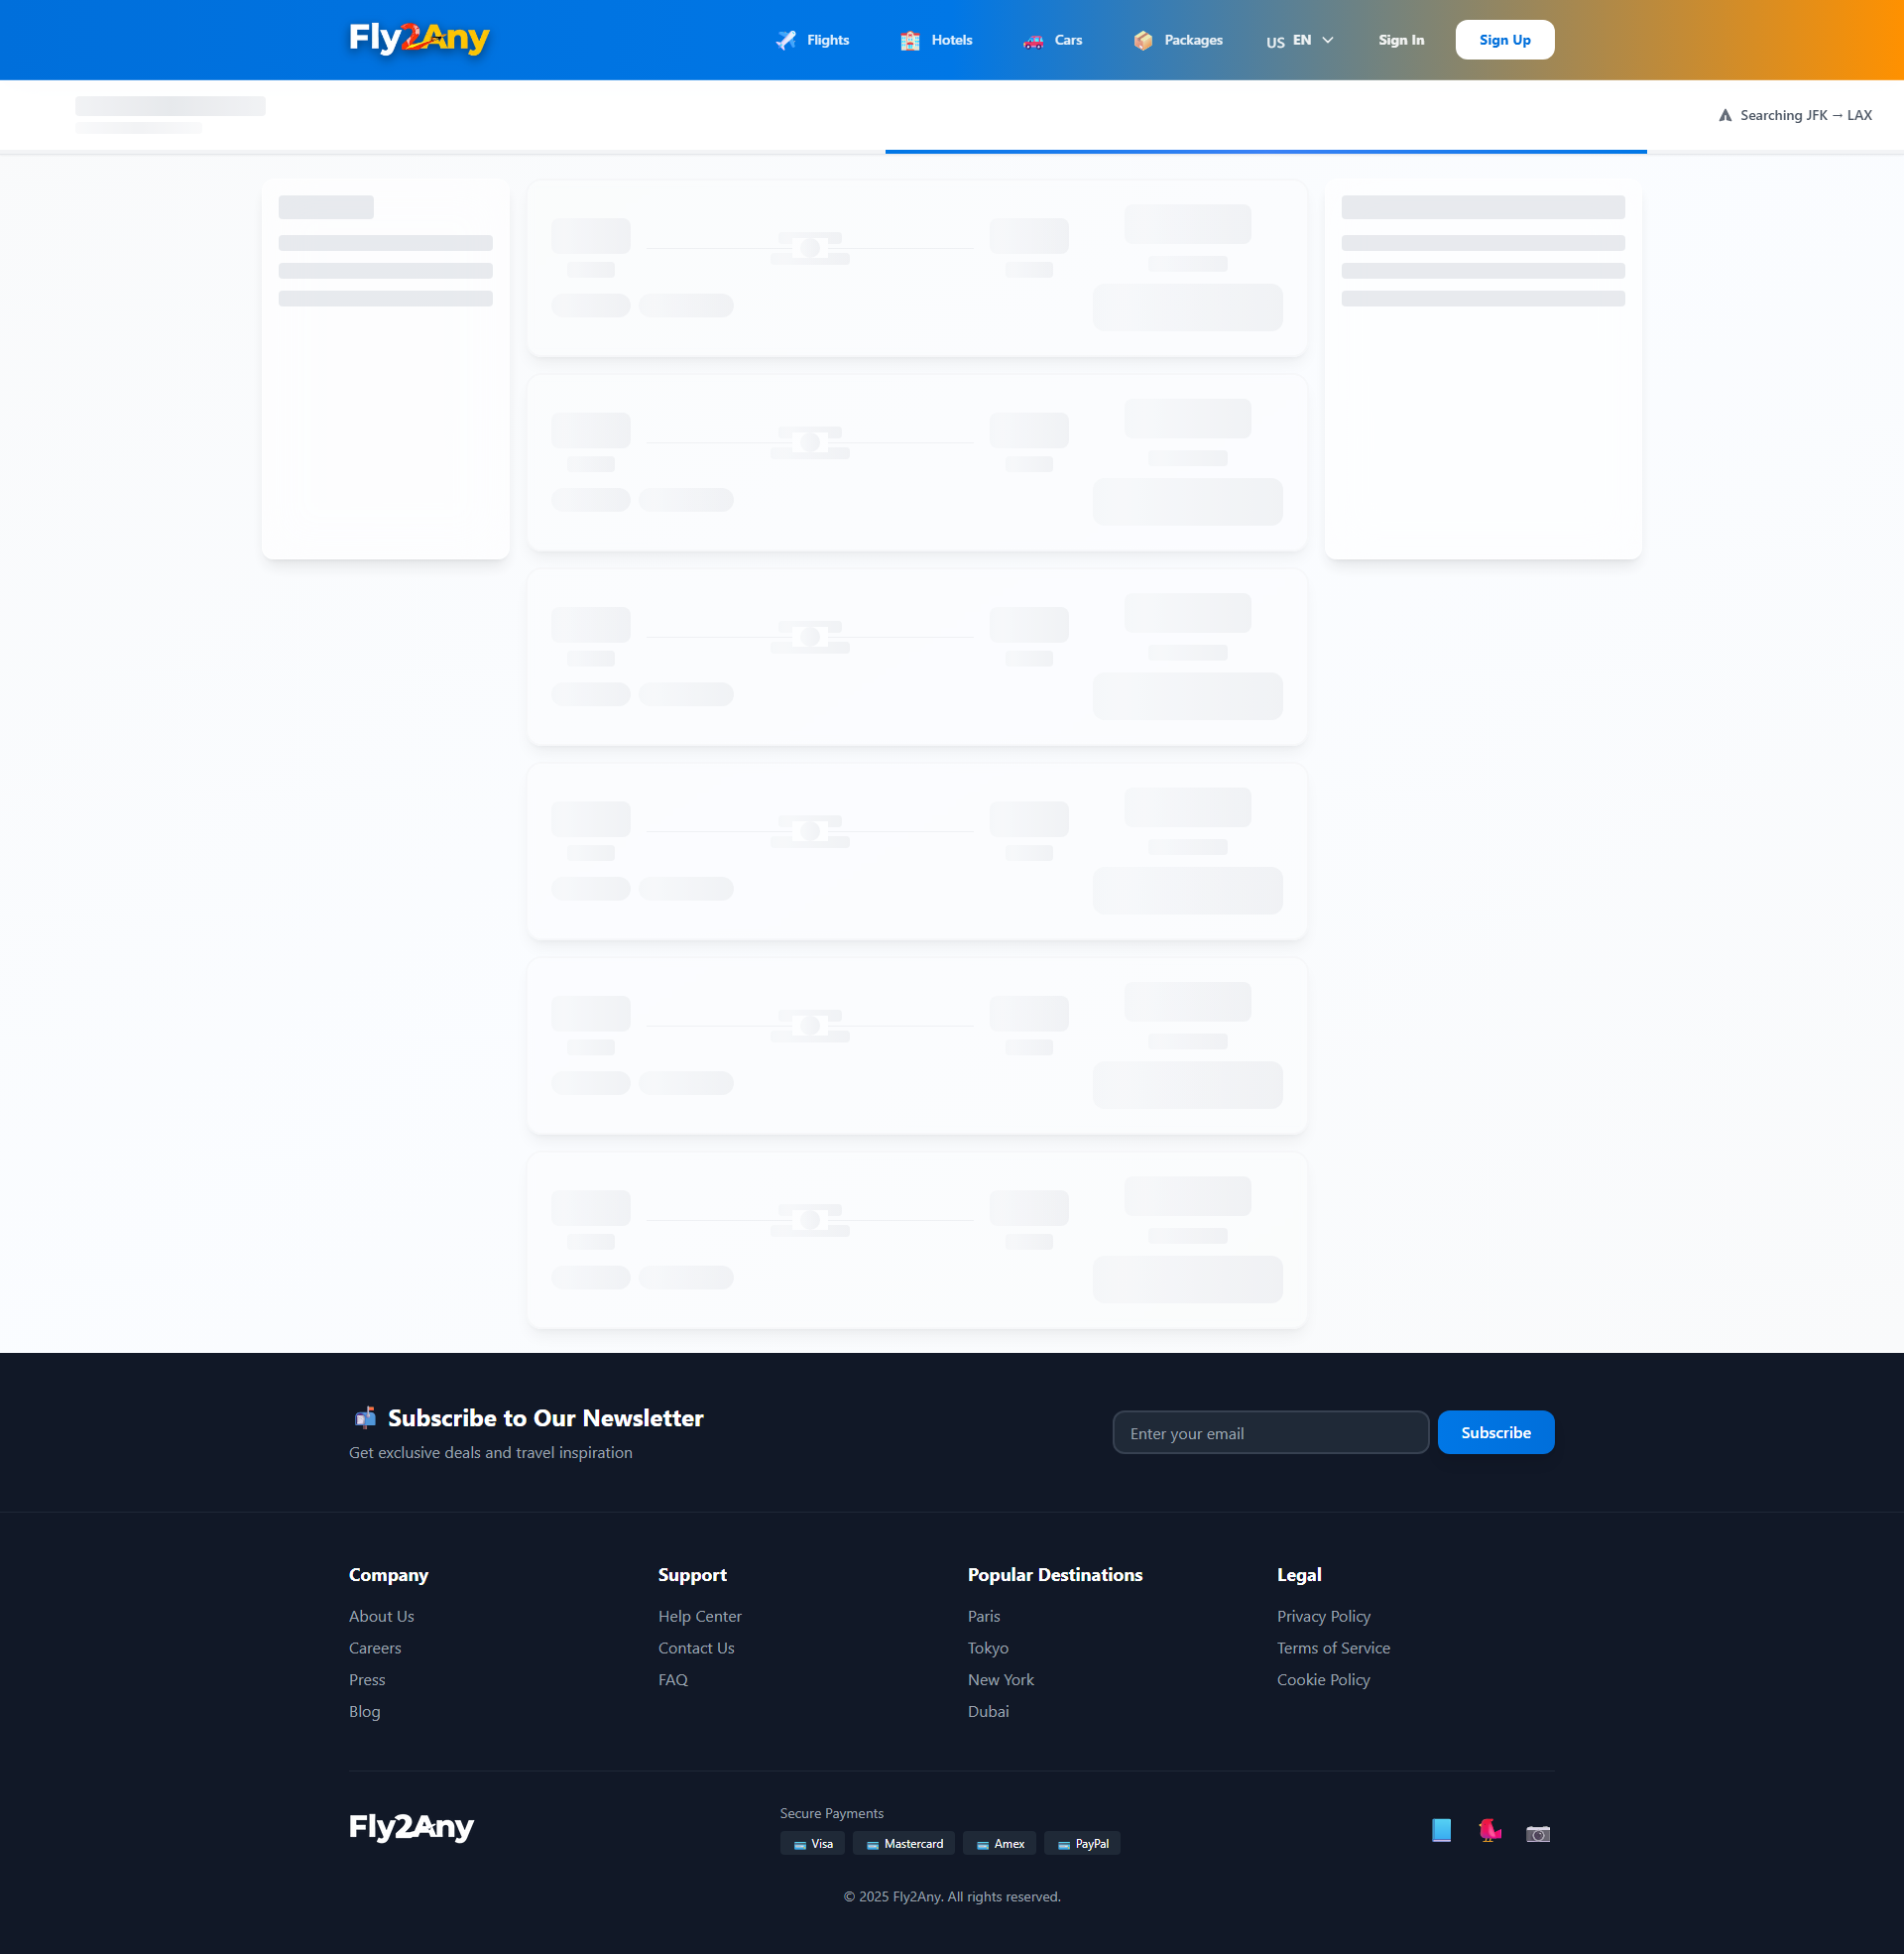 Fly2Any
Flights
Hotels
Cars
Packages
US EN
Sign In
Sign Up
Searching JFK → LAX
Subscribe to Our Newsletter
Get exclusive deals and travel inspiration
Enter your email
Subscribe
Company
About Us
Careers
Press
Blog
Support
Help Center
Contact Us
FAQ
Popular Destinations
Paris
Tokyo
New York
Dubai
Legal
Privacy Policy
Terms of Service
Cookie Policy
Fly2Any
Secure Payments
Visa
Mastercard
Amex
PayPal
© 2025 Fly2Any. All rights reserved.